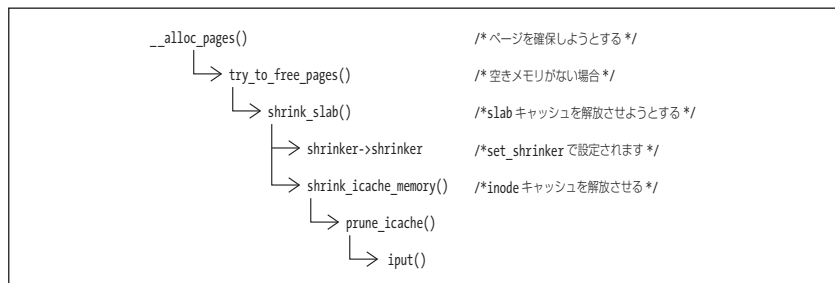 __alloc_pages() /* ページを確保しようとする */
try_to_free_pages() /* 空きメモリがない場合 */
shrink_slab() /*slab キャッシュを解放させようとする */
shrinker->shrinker /*set_shrinker で設定されます */
shrink_icache_memory() /*inode キャッシュを解放させる */
prune_icache()
iput()